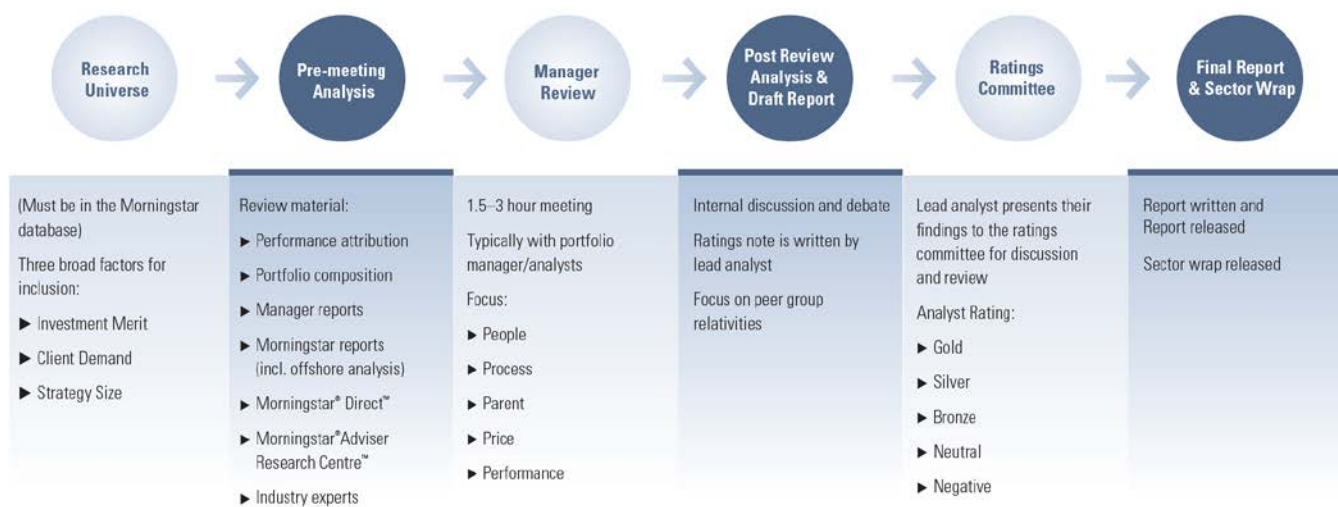 Research
Universe
Pre-meeting
Analysis
Manager
Review
Post Review
Analysis &
Draft Report
Ratings
Committee
Final Report
& Sector Wrap
(Must be in the Morningstar
database)
Three broad factors for
inclusion:
▶ Investment Merit
▶ Client Demand
▶ Strategy Size
Review material:
▶ Performance attribution
▶ Portfolio composition
▶ Manager reports
▶ Morningstar reports
(incl. offshore analysis)
▶ Morningstar® Direct™
▶ Morningstar®Adviser
Research Centre™
▶ Industry experts
1.5–3 hour meeting
Typically with portfolio
manager/analysts
Focus:
▶ People
▶ Process
▶ Parent
▶ Price
▶ Performance
Internal discussion and debate
Ratings note is written by
lead analyst
Focus on peer group
relativities
Lead analyst presents their
findings to the ratings
committee for discussion
and review
Analyst Rating:
▶ Gold
▶ Silver
▶ Bronze
▶ Neutral
▶ Negative
Report written and
Report released
Sector wrap released